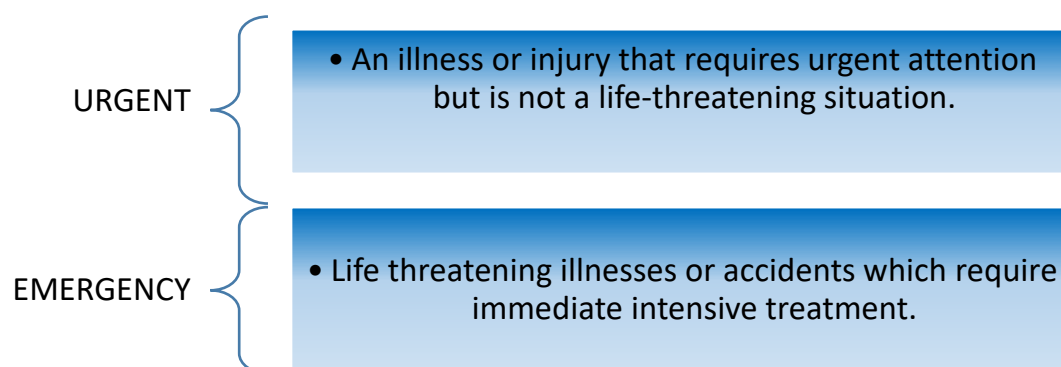 URGENT
• An illness or injury that requires urgent attention
but is not a life-threatening situation.
EMERGENCY
• Life threatening illnesses or accidents which require
immediate intensive treatment.